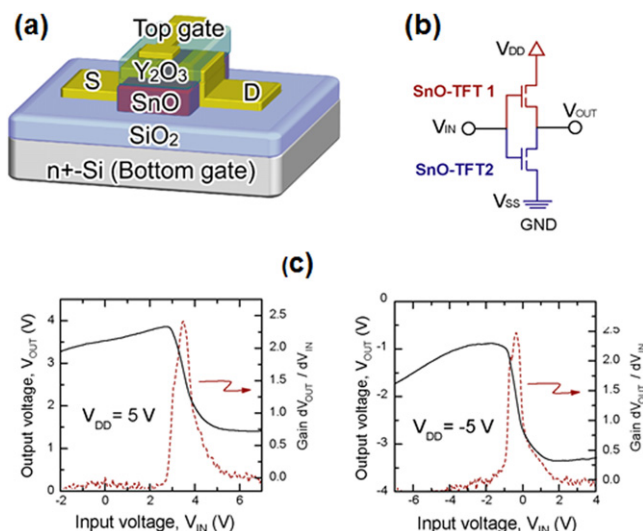 (a)
Top gate
S
Y2O3
D
SnO
SiO2
n+-Si (Bottom gate)
(b)
VDD
SnO-TFT 1
VIN
VOUT
SnO-TFT2
VSS
GND
(c)
Output voltage, VOUT (V)
4
3
2
1
0
VDD = 5 V
2.5
2.0
1.5
1.0
0.5
0.0
Gain dVOUT / dVIN
-2 0 2 4 6
Input voltage, VIN (V)
Output voltage, VOUT (V)
0
-1
-2
-3
-4
VDD = -5 V
2.5
2.0
1.5
1.0
0.5
0.0
Gain dVOUT / dVIN
-6 -4 -2 0 2 4
Input voltage, VIN (V)